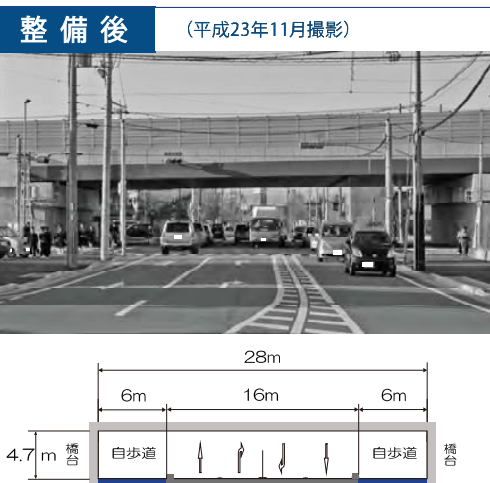 整備後
（平成23年11月撮影）
28m
6m 16m 6m
4.7 m 橋台 自歩道 自歩道 橋台